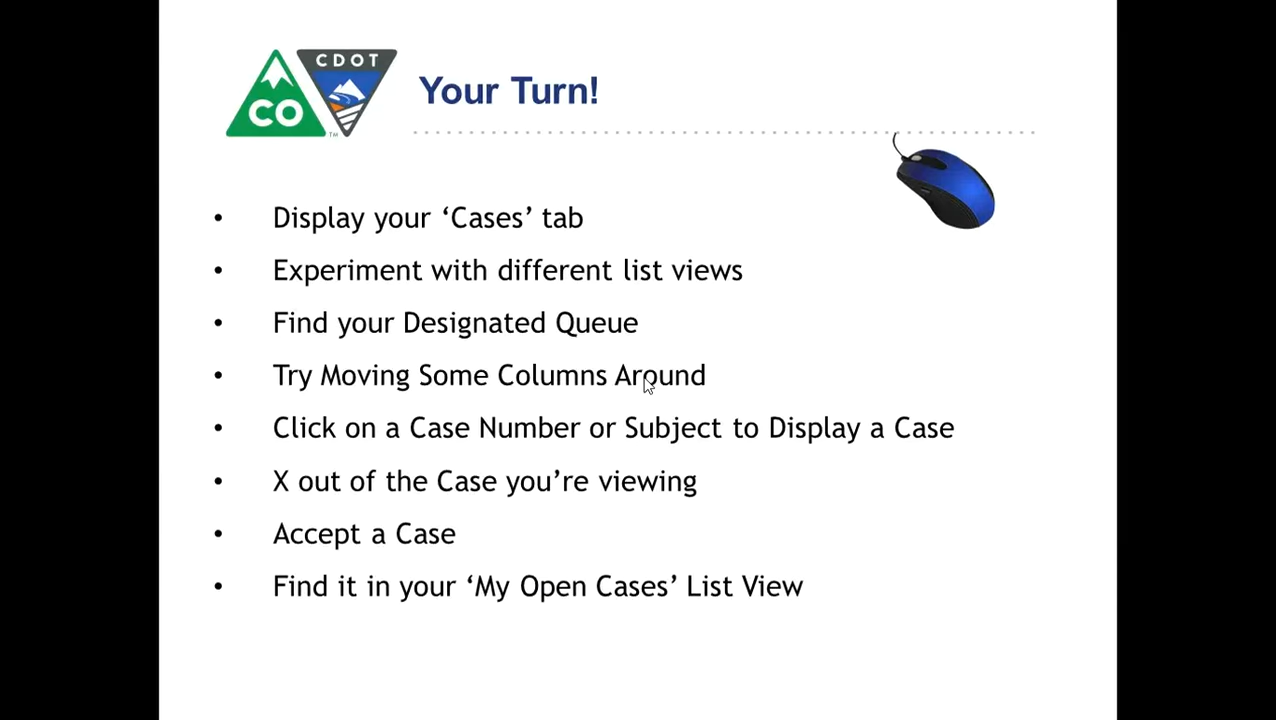 CDOT
CO
TM
Your Turn!
• Display your ‘Cases’ tab
• Experiment with different list views
• Find your Designated Queue
• Try Moving Some Columns Around
• Click on a Case Number or Subject to Display a Case
• X out of the Case you’re viewing
• Accept a Case
• Find it in your ‘My Open Cases’ List View